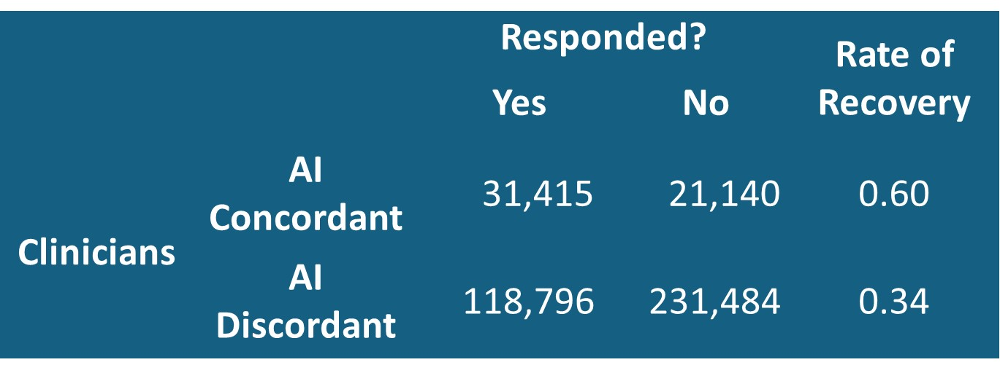 Responded?
Rate of
Recovery
Yes
No
Clinicians
AI
Concordant
31,415
21,140
0.60
AI
Discordant
118,796
231,484
0.34